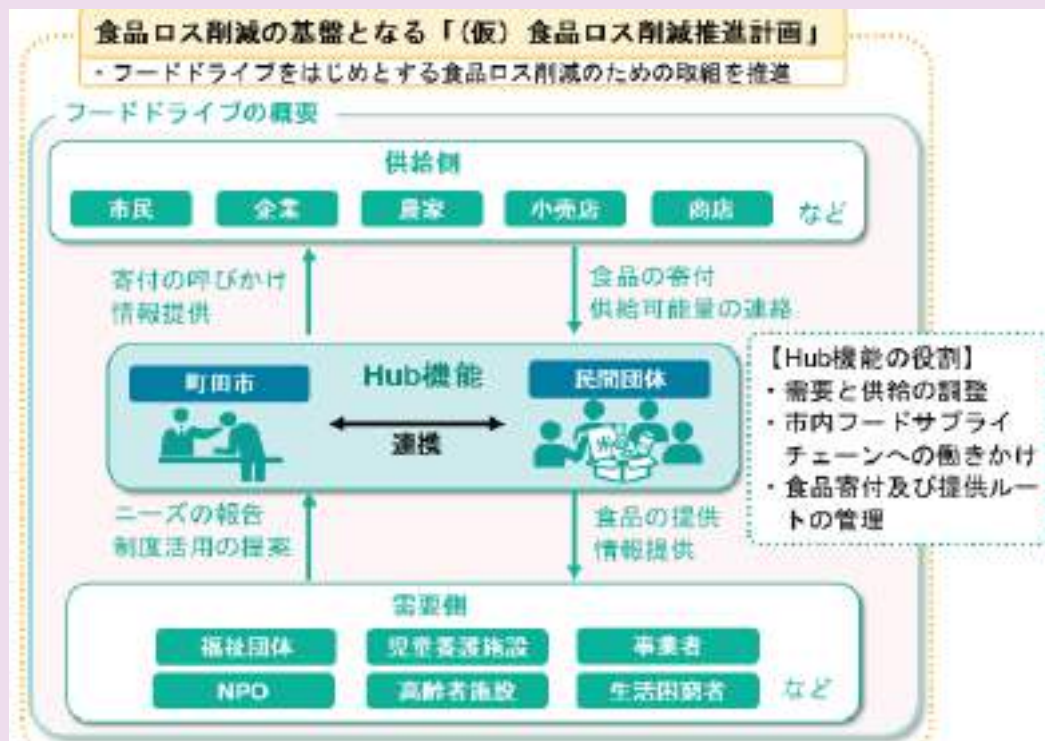 食品ロス削減の基盤となる「(仮)食品ロス削減推進計画」
・フードドライブをはじめとする食品ロス削減のための取組を推進
フードドライブの概要
供給側
市民
企業
農家
小売店
商店
など
寄付の呼びかけ
情報提供
食品の寄付
供給可能量の連絡
町田市
Hub機能
民間団体
連携
【Hub機能の役割】
・需要と供給の調整
・市内フードサプライ
チェーンへの働きかけ
・食品寄付及び提供ルー
トの管理
ニーズの報告
制度活用の提案
食品の提供
情報提供
需要側
福祉団体
児童養護施設
事業者
NPO
高齢者施設
生活困窮者
など